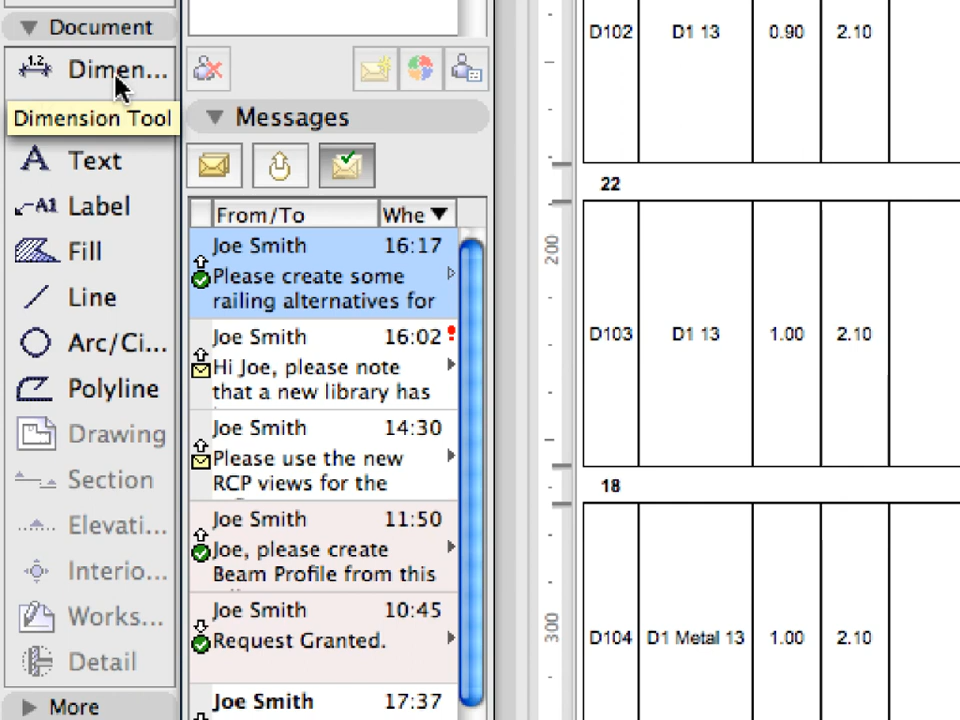 Document
1.2
Dimen...
Dimension Tool
A Text
A1 Label
Fill
Line
Arc/Ci...
Polyline
Drawing
Section
Elevati...
Interio...
Works...
Detail
More
Messages
From/To Whe
Joe Smith 16:17
Please create some
railing alternatives for
Joe Smith 16:02
Hi Joe, please note
that a new library has
Joe Smith 14:30
Please use the new
RCP views for the
Joe Smith 11:50
Joe, please create
Beam Profile from this
Joe Smith 10:45
Request Granted.
Joe Smith 17:37
200
300
D102 D1 13 0.90 2.10
22
D103 D1 13 1.00 2.10
18
D104 D1 Metal 13 1.00 2.10